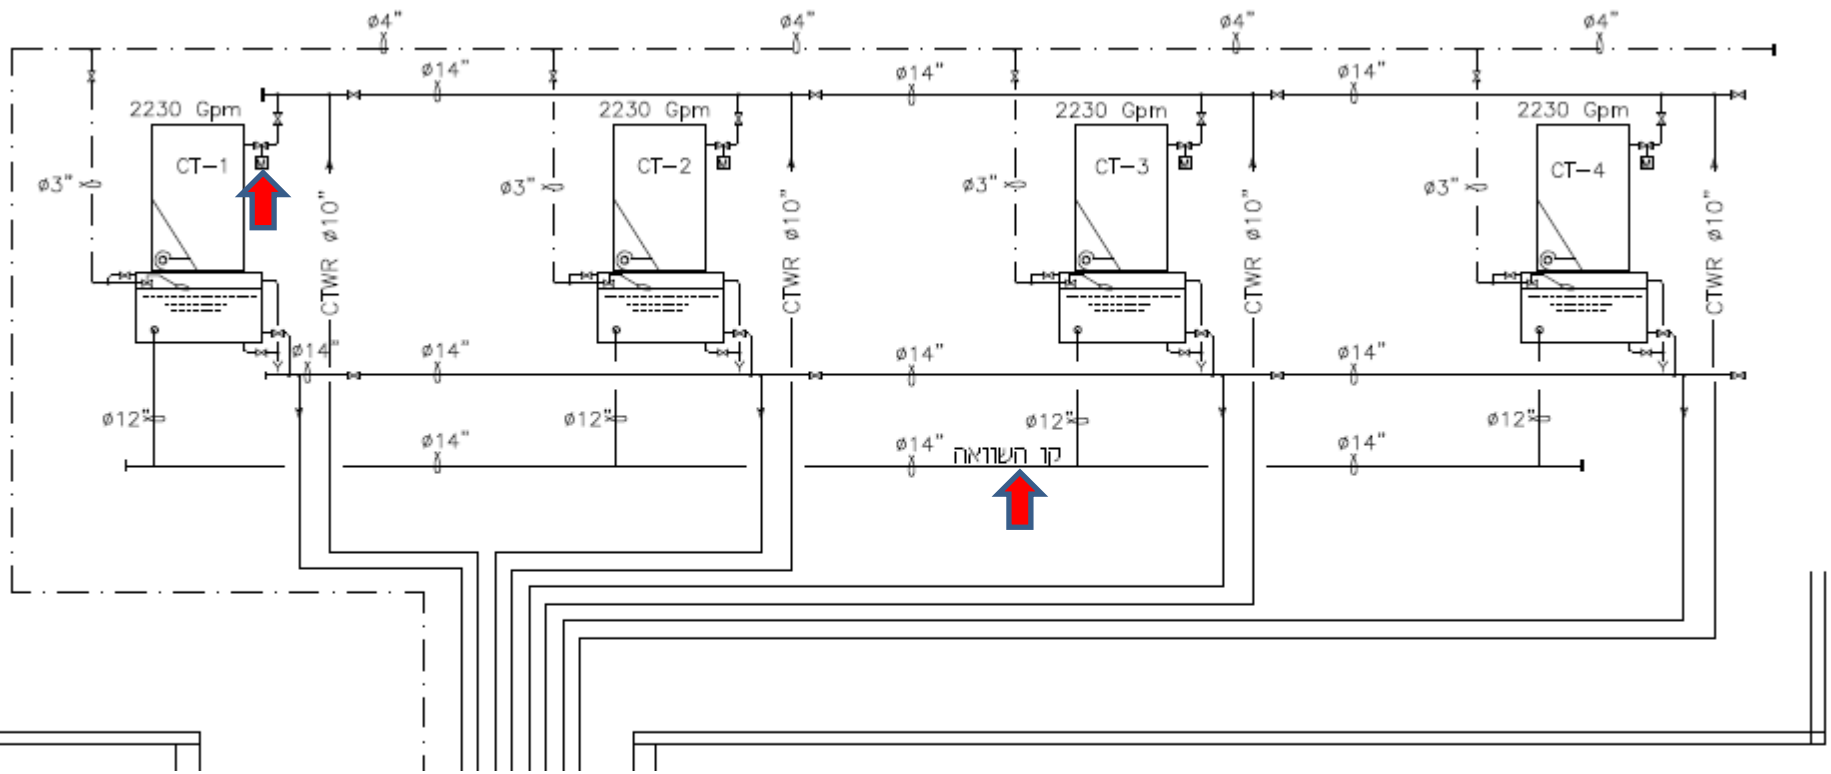 ø4" ø4" ø4" ø4"
ø14" ø14" ø14"
2230 Gpm 2230 Gpm 2230 Gpm 2230 Gpm
CT-1 CT-2 CT-3 CT-4
M M M M
ø3" ø3" ø3" ø3"
CTWR ø10" CTWR ø10" CTWR ø10" CTWR ø10"
ø14" ø14" ø14" ø14"
ø12" ø12" ø12" ø12"
ø14" ø14" ø14"
קו השוואה